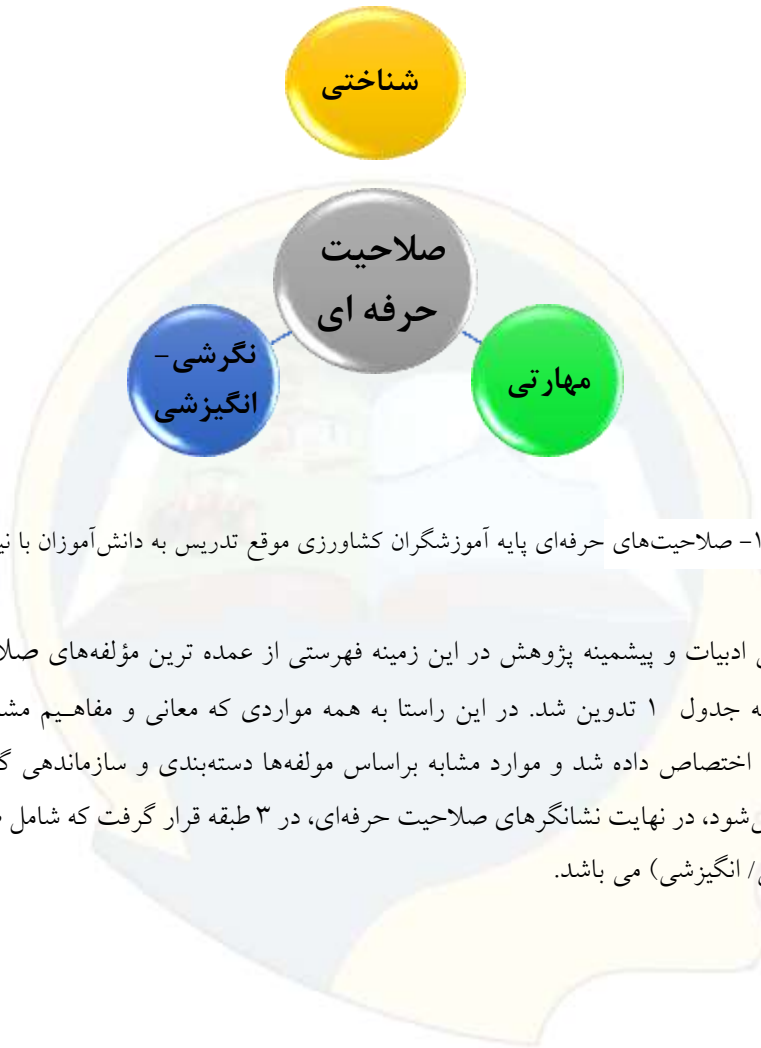 شناختی
صلاحیت
حرفه ای
نگرشی-
انگیزشی
مهارتی
۱- صلاحیت‌های حرفه‌ای پایه آموزشگران کشاورزی موقع تدریس به دانش‌آموزان با
ادبیات و پیشمینه پژوهش در این زمینه فهرستی از عمده ترین مؤلفه‌های
جدول ۱ تدوین شد. در این راستا به همه مواردی که معانی و مفاهـیم
اختصاص داده شد و موارد مشابه براساس مولفه‌ها دسته‌بندی و سازماندهی
در نهایت نشانگرهای صلاحیت حرفه‌ای، در ۳ طبقه قرار گرفت که شامل
/ انگیزشی) می باشد.